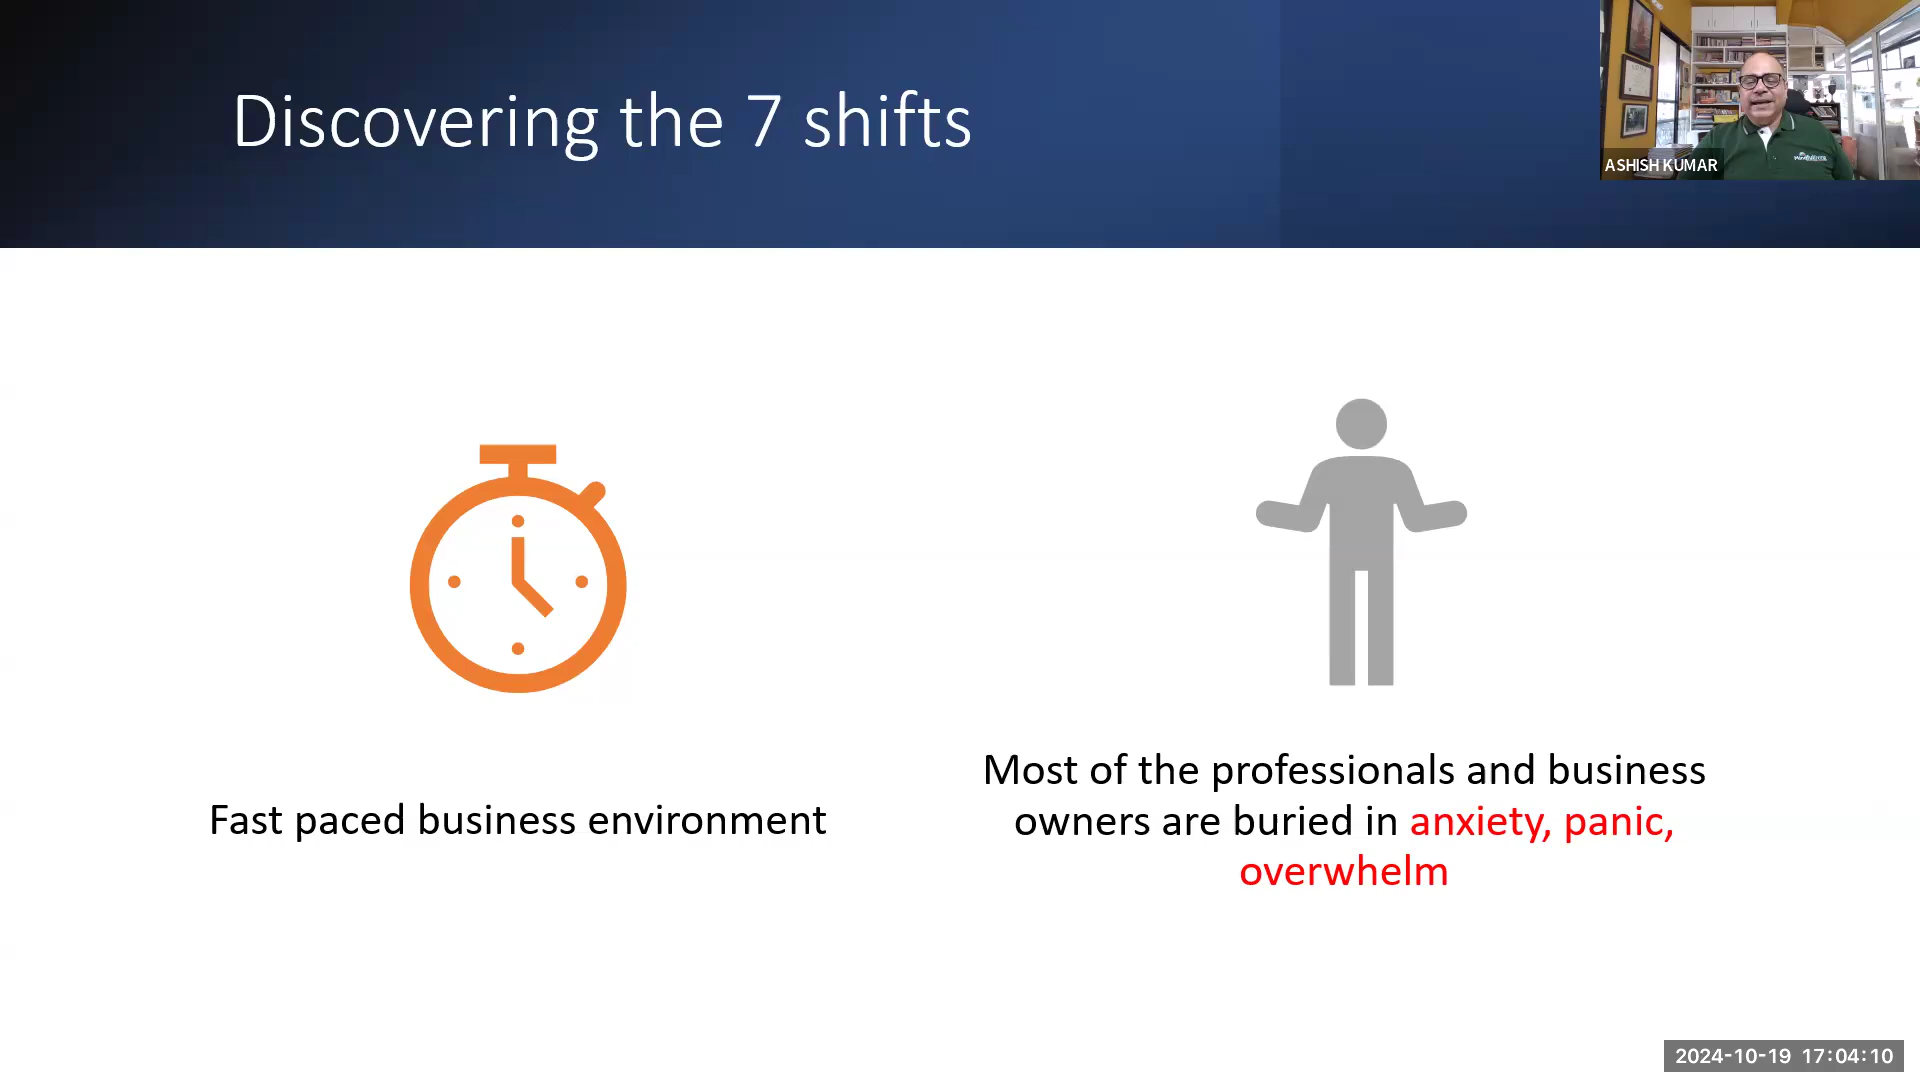 Discovering the 7 shifts
ASHISH KUMAR
Fast paced business environment
Most of the professionals and business
owners are buried in anxiety, panic,
overwhelm
2024-10-19 17:04:10